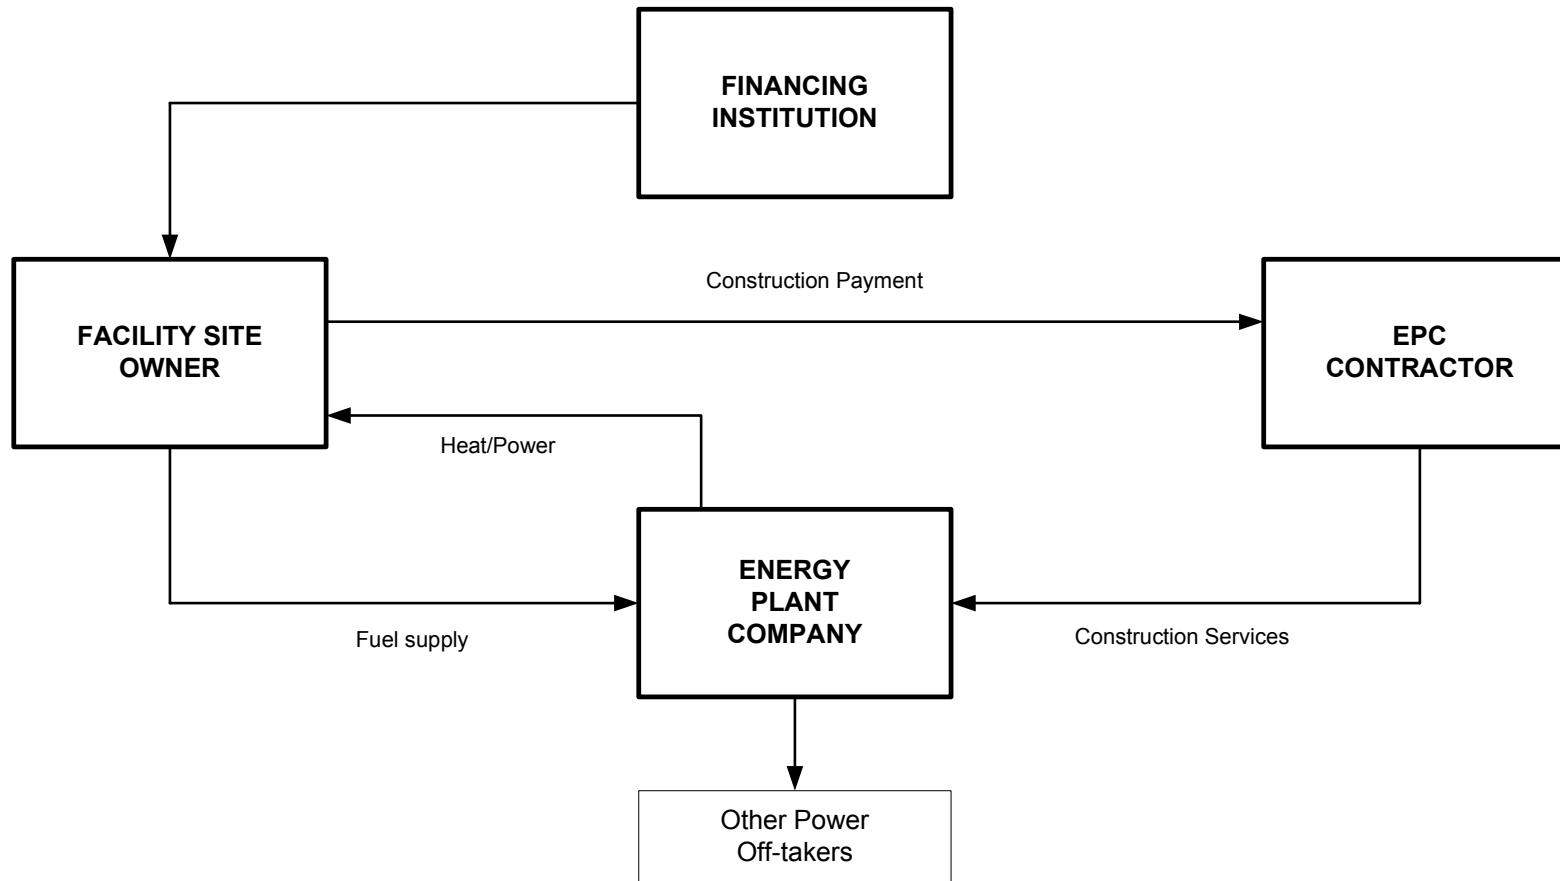 FINANCING
INSTITUTION
Construction Payment
FACILITY SITE
OWNER
EPC
CONTRACTOR
Heat/Power
ENERGY
PLANT
COMPANY
Fuel supply
Construction Services
Other Power
Off-takers